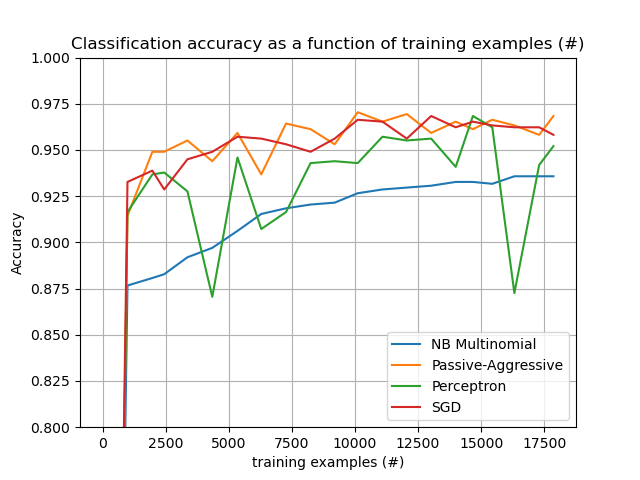 Classification accuracy as a function of training examples (#)
1.000
0.975
0.950
0.925
0.900
0.875
0.850
0.825
0.800
Accuracy
NB Multinomial
Passive-Aggressive
Perceptron
SGD
0 2500 5000 7500 10000 12500 15000 17500
training examples (#)